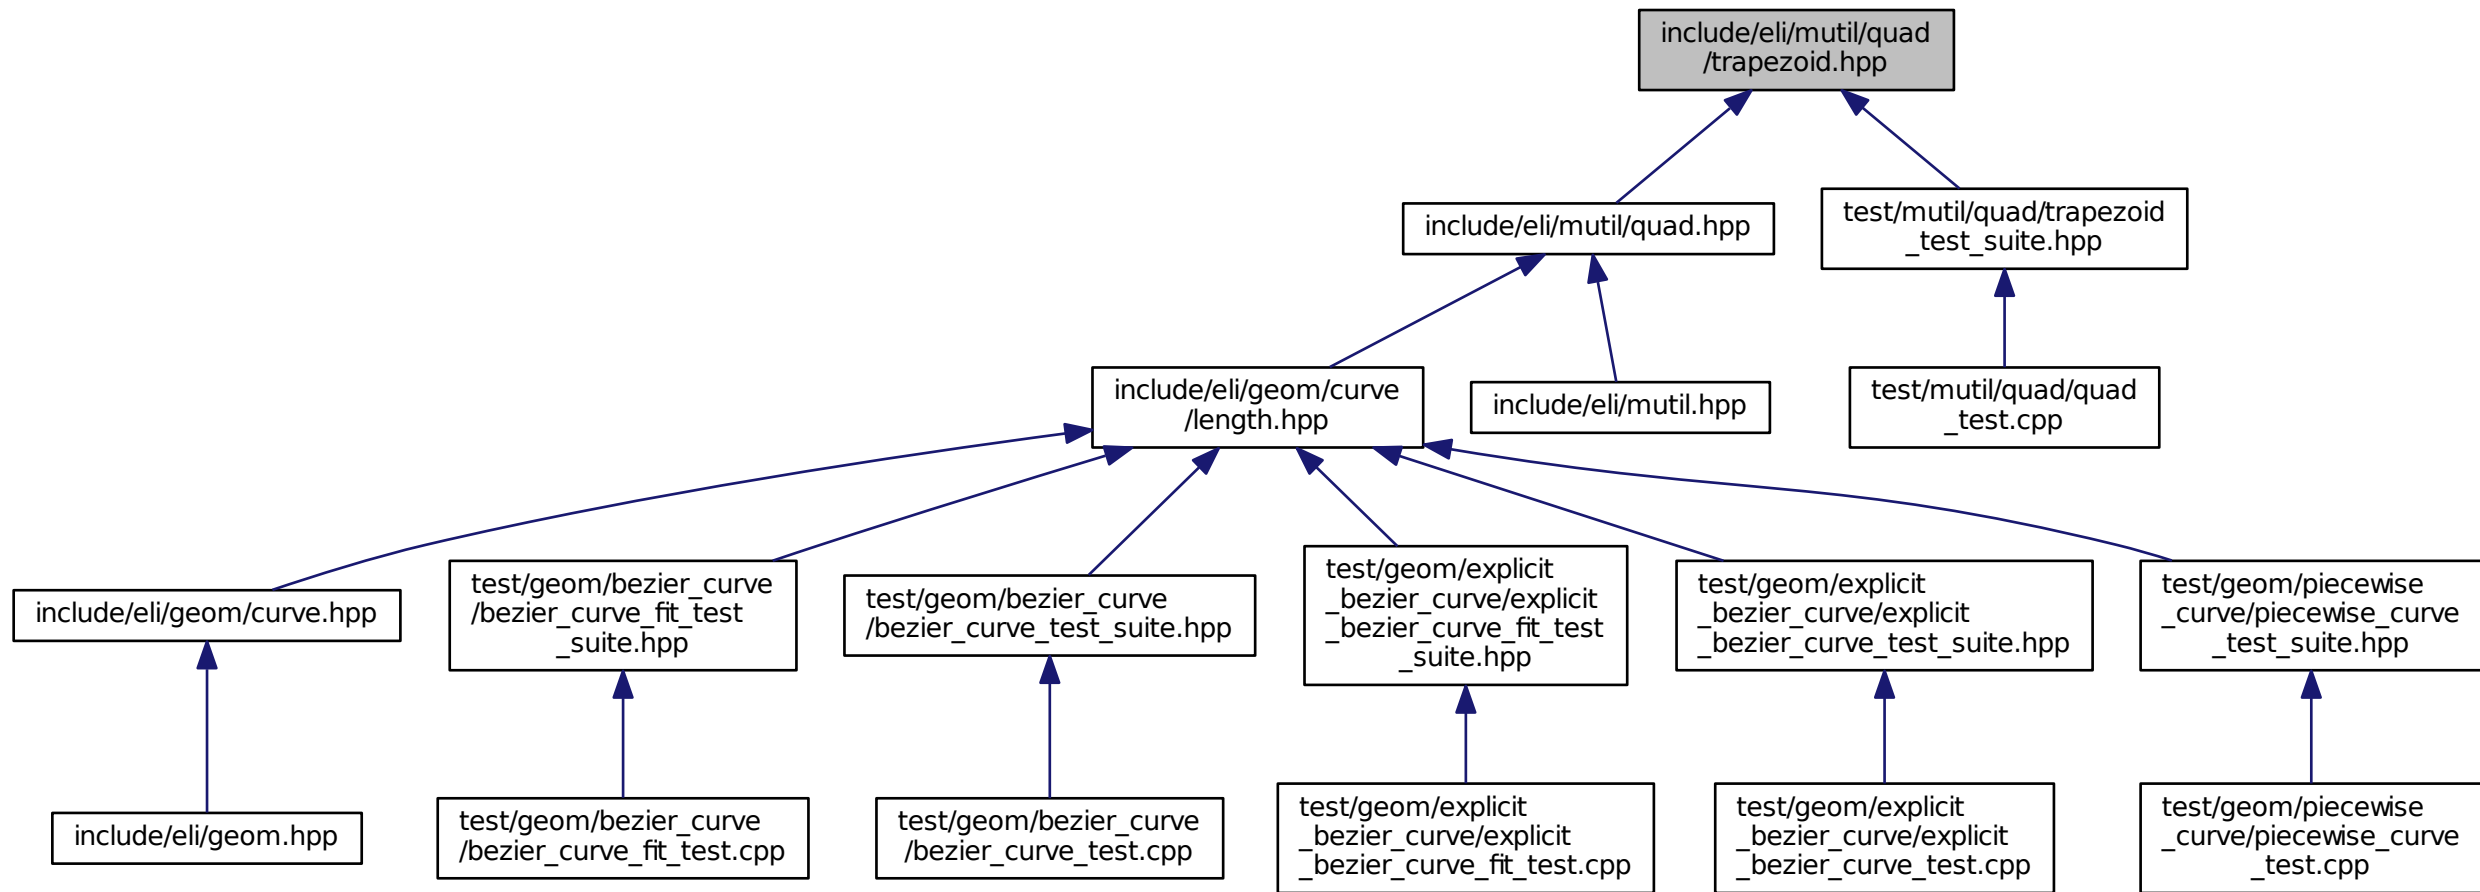 include/eli/mutil/quad
/trapezoid.hpp
include/eli/mutil/quad.hpp
test/mutil/quad/trapezoid
_test_suite.hpp
include/eli/geom/curve
/length.hpp
include/eli/mutil.hpp
test/mutil/quad/quad
_test.cpp
include/eli/geom/curve.hpp
test/geom/bezier_curve
/bezier_curve_fit_test
_suite.hpp
test/geom/bezier_curve
/bezier_curve_test_suite.hpp
test/geom/explicit
_bezier_curve/explicit
_bezier_curve_fit_test
_suite.hpp
test/geom/explicit
_bezier_curve/explicit
_bezier_curve_test_suite.hpp
test/geom/piecewise
_curve/piecewise_curve
_test_suite.hpp
include/eli/geom.hpp
test/geom/bezier_curve
/bezier_curve_fit_test.cpp
test/geom/bezier_curve
/bezier_curve_test.cpp
test/geom/explicit
_bezier_curve/explicit
_bezier_curve_fit_test.cpp
test/geom/explicit
_bezier_curve/explicit
_bezier_curve_test.cpp
test/geom/piecewise
_curve/piecewise_curve
_test.cpp